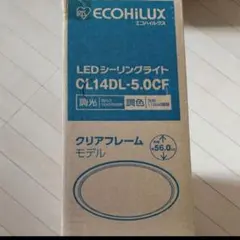 ECOHiLUX
エコハイルクス
LEDシーリングライト
CL14DL-5.0CF
調光 調色
クリアフレーム
モデル
56.0